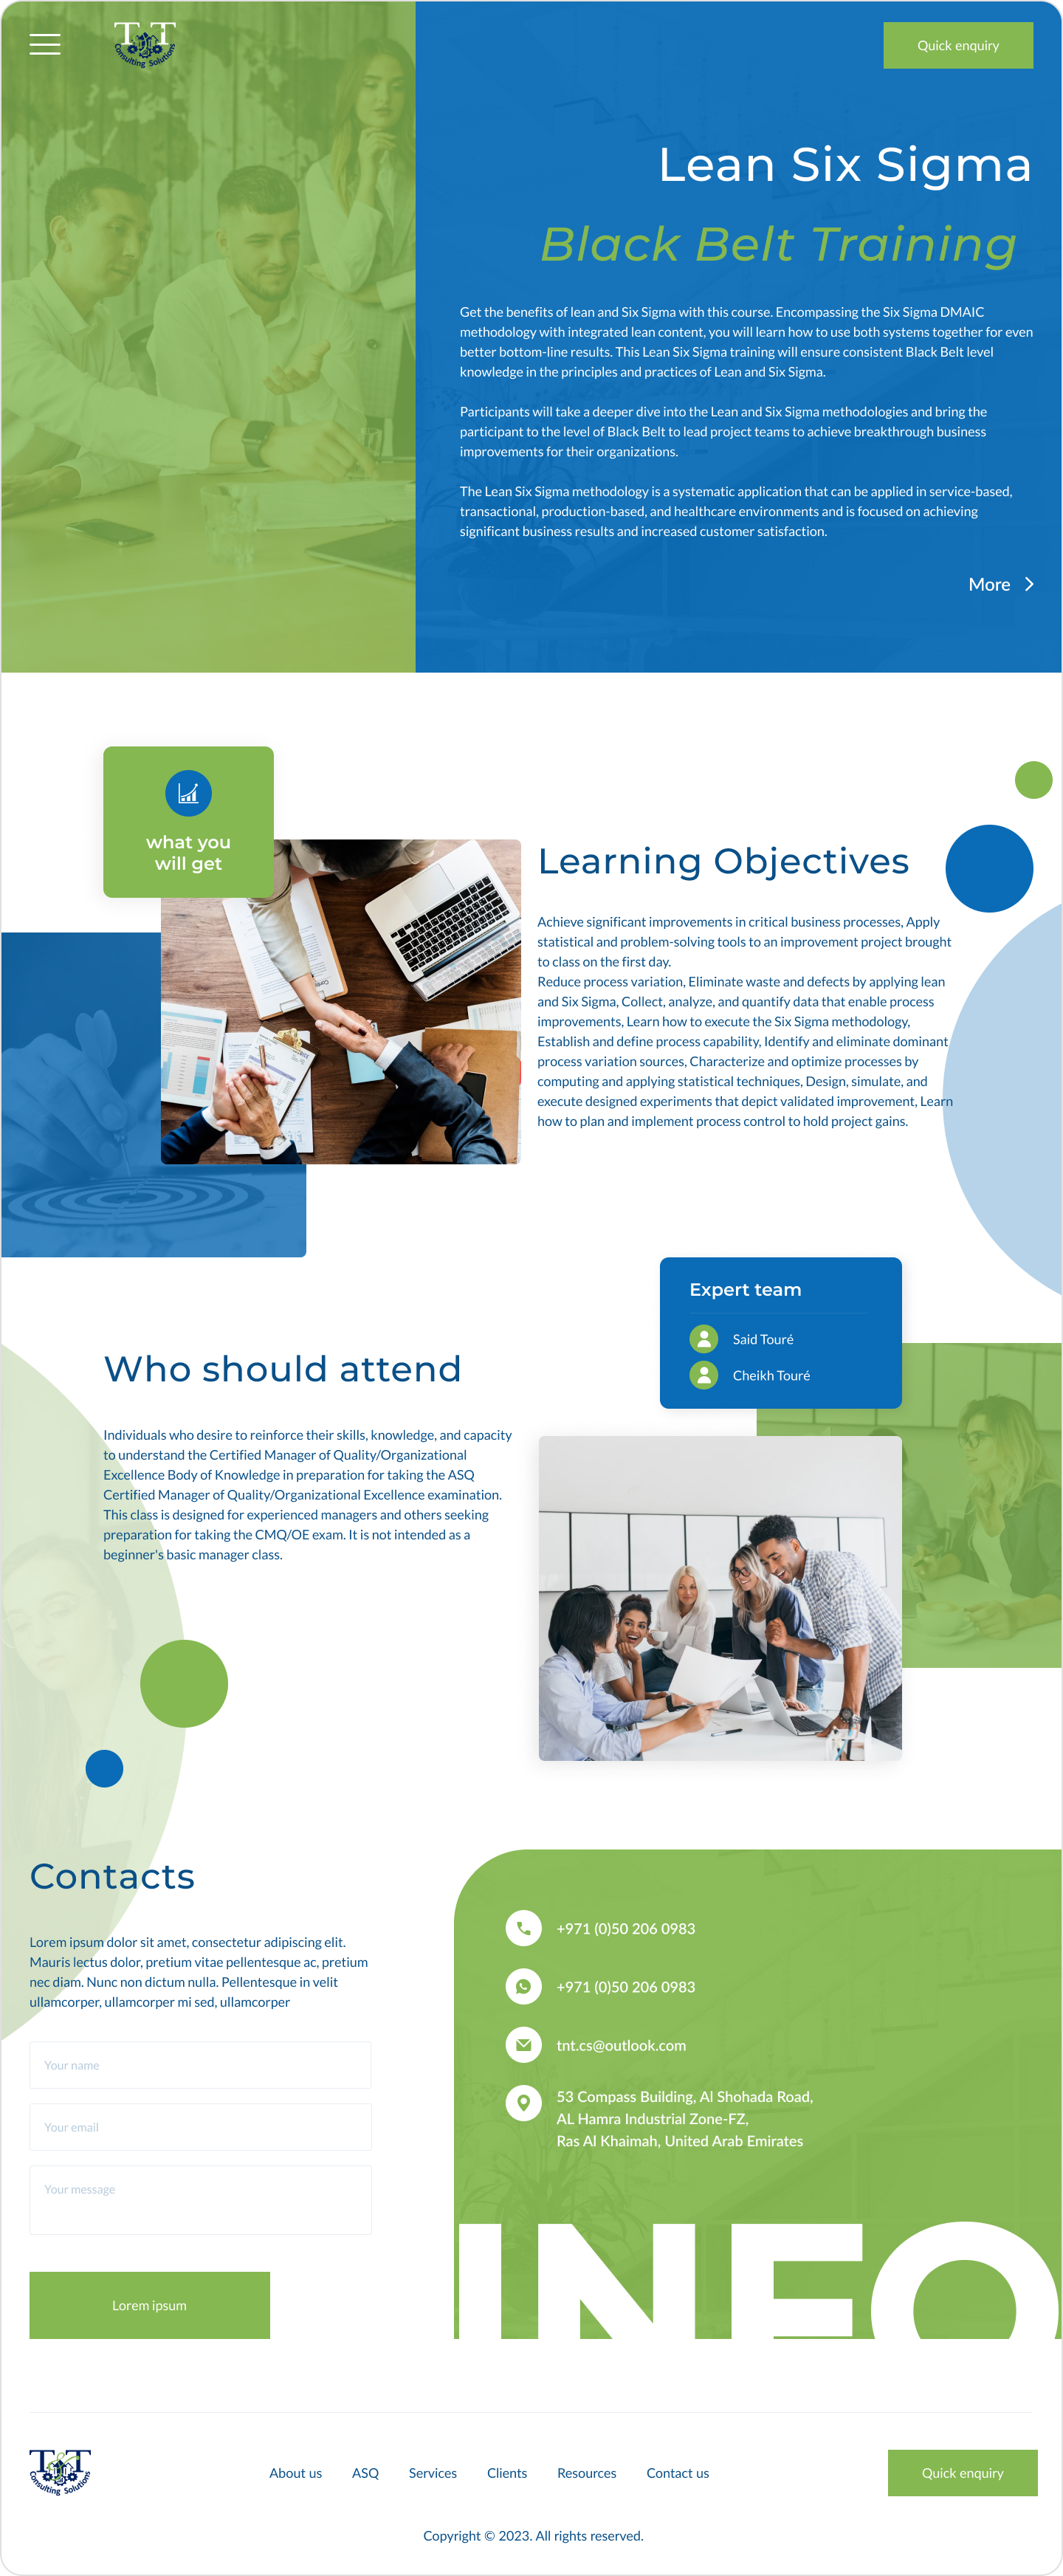 T&T
Consulting Solutions
Quick enquiry
Lean Six Sigma
Black Belt Training
Get the benefits of lean and Six Sigma with this course. Encompassing the Six Sigma DMAIC
methodology with integrated lean content, you will learn how to use both systems together for even
better bottom-line results. This Lean Six Sigma training will ensure consistent Black Belt level
knowledge in the principles and practices of Lean and Six Sigma.
Participants will take a deeper dive into the Lean and Six Sigma methodologies and bring the
participant to the level of Black Belt to lead project teams to achieve breakthrough business
improvements for their organizations.
The Lean Six Sigma methodology is a systematic application that can be applied in service-based,
transactional, production-based, and healthcare environments and is focused on achieving
significant business results and increased customer satisfaction.
More
what you
will get
Learning Objectives
Achieve significant improvements in critical business processes, Apply
statistical and problem-solving tools to an improvement project brought
to class on the first day.
Reduce process variation, Eliminate waste and defects by applying lean
and Six Sigma, Collect, analyze, and quantify data that enable process
improvements, Learn how to execute the Six Sigma methodology,
Establish and define process capability, Identify and eliminate dominant
process variation sources, Characterize and optimize processes by
computing and applying statistical techniques, Design, simulate, and
execute designed experiments that depict validated improvement, Learn
how to plan and implement process control to hold project gains.
Expert team
Said Touré
Cheikh Touré
Who should attend
Individuals who desire to reinforce their skills, knowledge, and capacity
to understand the Certified Manager of Quality/Organizational
Excellence Body of Knowledge in preparation for taking the ASQ
Certified Manager of Quality/Organizational Excellence examination.
This class is designed for experienced managers and others seeking
preparation for taking the CMQ/OE exam. It is not intended as a
beginner's basic manager class.
Contacts
Lorem ipsum dolor sit amet, consectetur adipiscing elit.
Mauris lectus dolor, pretium vitae pellentesque ac, pretium
nec diam. Nunc non dictum nulla. Pellentesque in velit
ullamcorper, ullamcorper mi sed, ullamcorper
Your name
Your email
Your message
Lorem ipsum
+971 (0)50 206 0983
+971 (0)50 206 0983
tnt.cs@outlook.com
53 Compass Building, Al Shohada Road,
AL Hamra Industrial Zone-FZ,
Ras Al Khaimah, United Arab Emirates
INFO
T&T
Consulting Solutions
About us
ASQ
Services
Clients
Resources
Contact us
Quick enquiry
Copyright © 2023. All rights reserved.